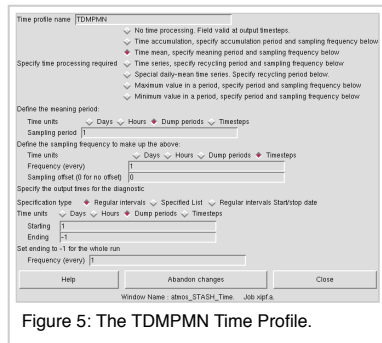 Time profile name TDMPMN
No time processing. Field valid at output timesteps.
Time accumulation, specify accumulation period and sampling frequency below
Time mean, specify meaning period and sampling frequency below
Specify time processing required Time series, specify recycling period and sampling frequency below
Special daily-mean time series. Specify recycling period below.
Maximum value in a period, specify period and sampling frequency below
Minimum value in a period, specify period and sampling frequency below
Define the meaning period:
Time units Days Hours Dump periods Timesteps
Sampling period 1
Define the sampling frequency to make up the above:
Time units Days Hours Dump periods Timesteps
Frequency (every) 1
Sampling offset (0 for no offset) 0
Specify the output times for the diagnostic
Specification type Regular intervals Specified List Regular intervals Start/stop date
Time units Days Hours Dump periods Timesteps
Starting 1
Ending -1
Set ending to -1 for the whole run
Frequency (every) 1
Help Abandon changes Close
Window Name : atmos_STASH_Time. Job xipf.a.
Figure 5: The TDMPMN Time Profile.